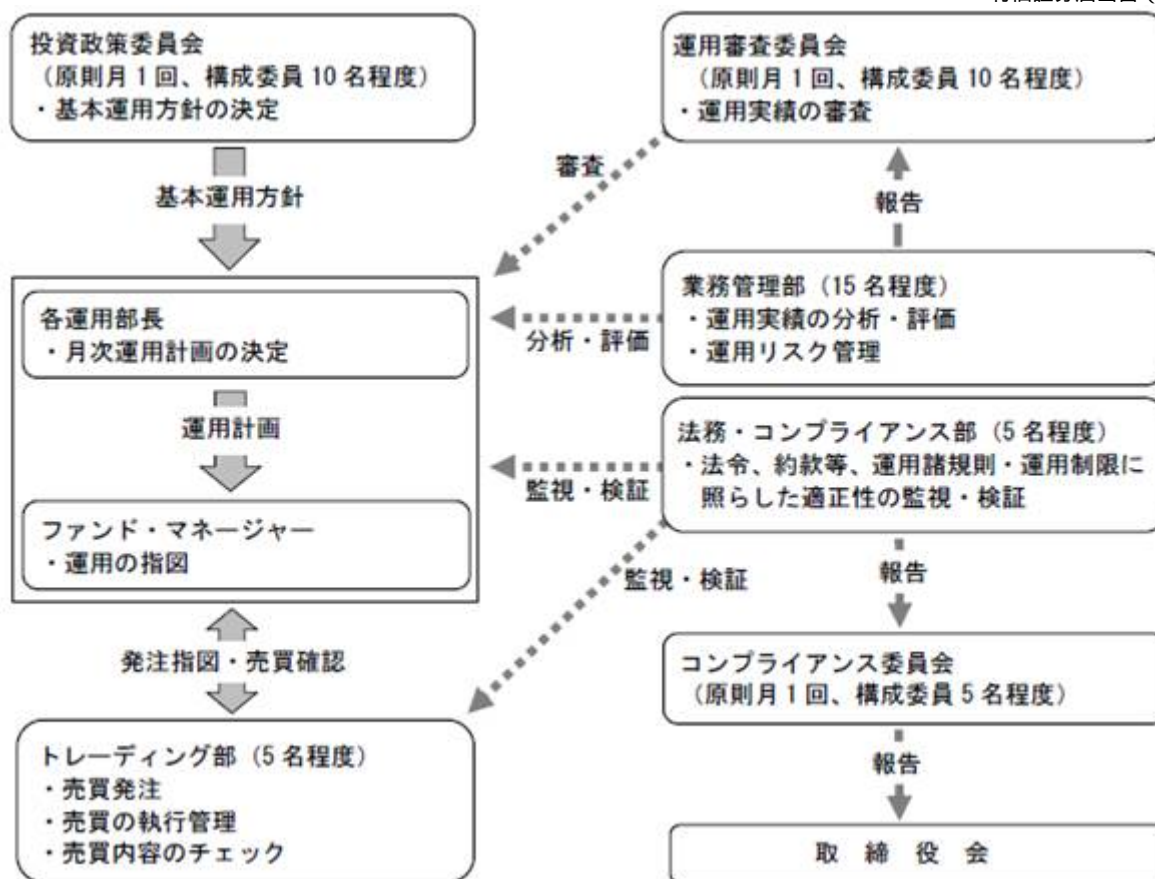 投資政策委員会
(原則月1回、構成委員10名程度)
・基本運用方針の決定
基本運用方針
各運用部長
・月次運用計画の決定
運用計画
ファンド・マネージャー
・運用の指図
発注指図・売買確認
トレーディング部(5名程度)
・売買発注
・売買の執行管理
・売買内容のチェック
運用審査委員会
(原則月1回、構成委員10名程度)
・運用実績の審査
審査
報告
業務管理部(15名程度)
・運用実績の分析・評価
・運用リスク管理
分析・評価
法務・コンプライアンス部(5名程度)
・法令、約款等、運用諸規則・運用制限に
照らした適正性の監視・検証
監視・検証
監視・検証
報告
コンプライアンス委員会
(原則月1回、構成委員5名程度)
報告
取締役会